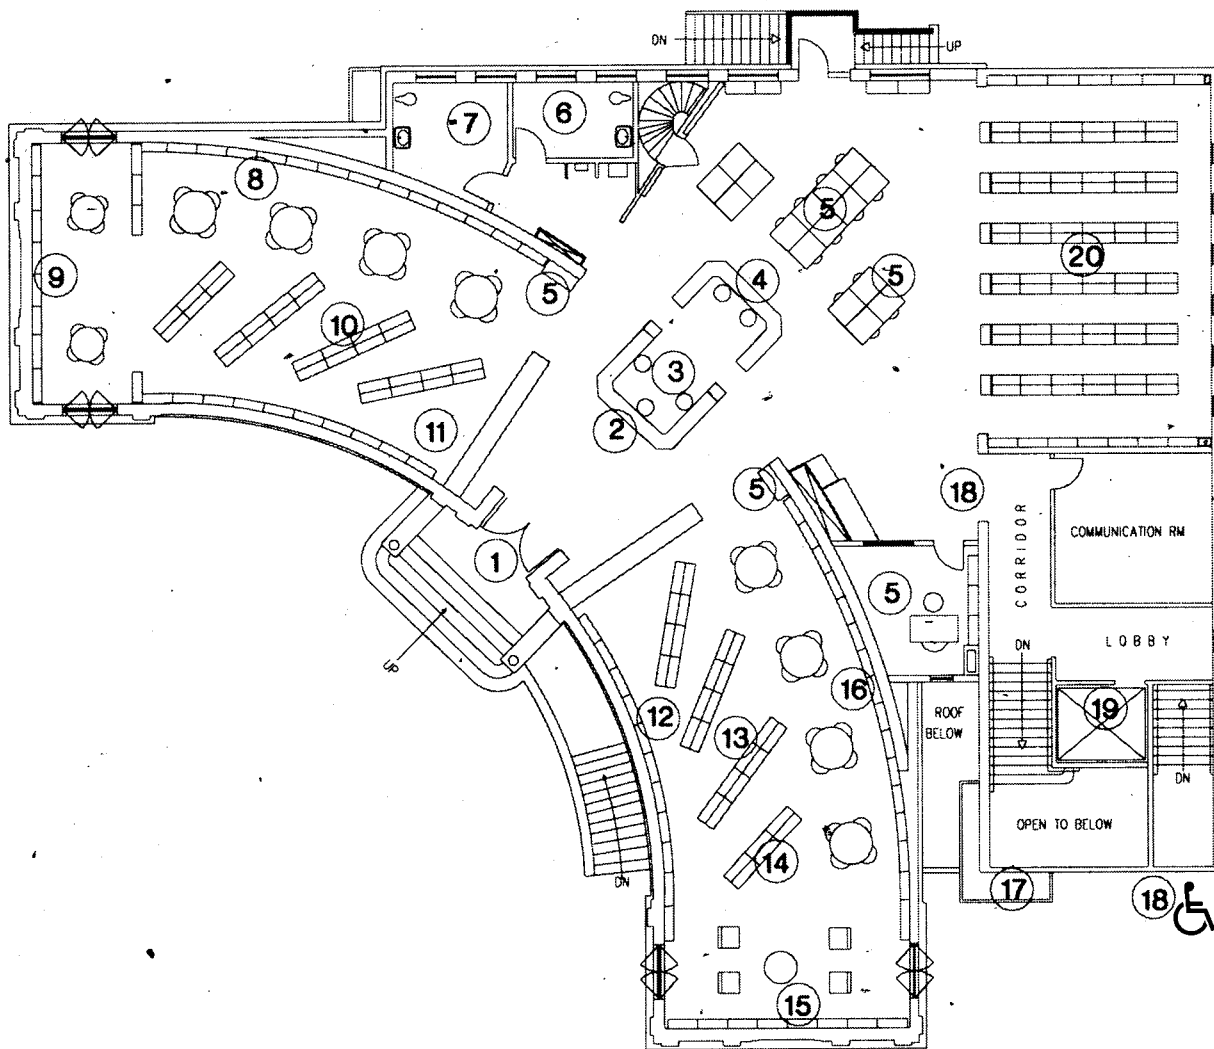 DN
UP
7
6
8
5
9
5
4
5
20
10
3
11
2
5
18
CORRIDOR
COMMUNICATION RM
1
5
UP
DN
LOBBY
16
12
ROOF
BELOW
19
13
DN
14
OPEN TO BELOW
DN
17
18
15